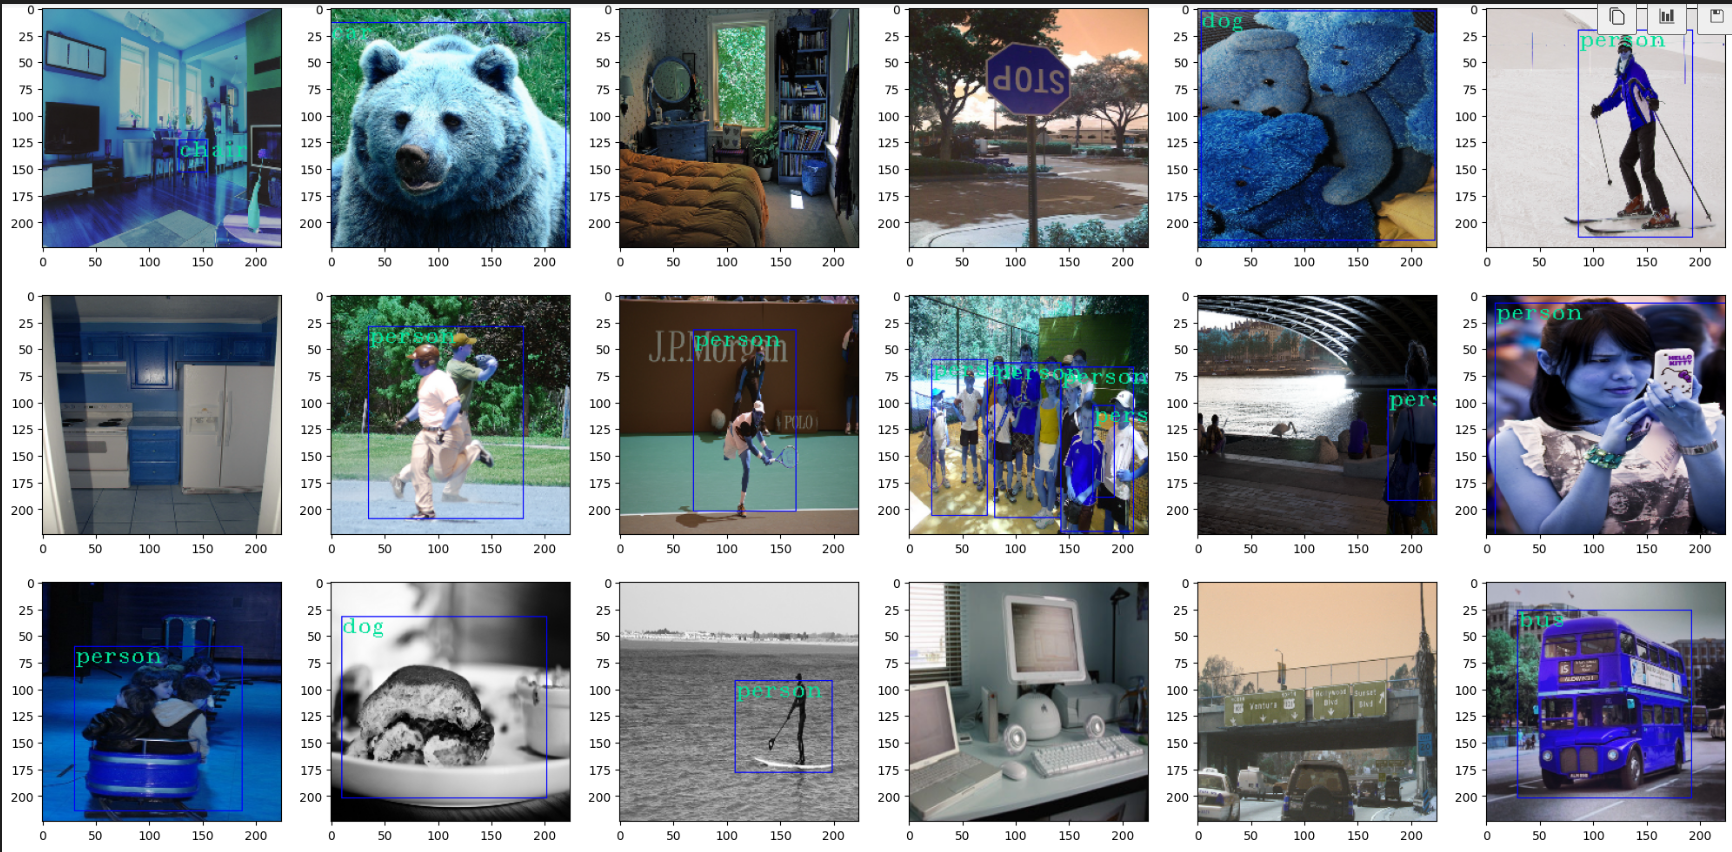 0 0 0 0 0 0
dog
25 25 25 25 25 25
person
50 50 50 50 50 50
75 75 75 75 75 75
STOP
100 100 100 100 100 100
125 125 125 125 125 125
chair
150 150 150 150 150 150
175 175 175 175 175 175
200 200 200 200 200 200
0 50 100 150 200 0 50 100 150 200 0 50 100 150 200 0 50 100 150 200 0 50 100 150 200 0 50 100 150 200
0 0 0 0 0 0
person
25 25 25 25 25 25
person person
J.P.Morgan
50 50 50 50 50 50
HELLO
KITTY
75 75 75 75 75 75
person person
100 100 100 100 100 100
pers pers
POLO
125 125 125 125 125 125
150 150 150 150 150 150
175 175 175 175 175 175
200 200 200 200 200 200
0 50 100 150 200 0 50 100 150 200 0 50 100 150 200 0 50 100 150 200 0 50 100 150 200 0 50 100 150 200
0 0 0 0 0 0
25 25 25 25 25 25
dog bus
50 50 50 50 50 50
person
75 75 75 75 75 75
15
ALDWYCH
person
100 100 100 100 100 100
Ventura
Hollywood
Blvd
Sunset
Blvd
125 125 125 125 125 125
150 150 150 150 150 150
175 175 175 175 175 175
200 200 200 200 200 200
0 50 100 150 200 0 50 100 150 200 0 50 100 150 200 0 50 100 150 200 0 50 100 150 200 0 50 100 150 200